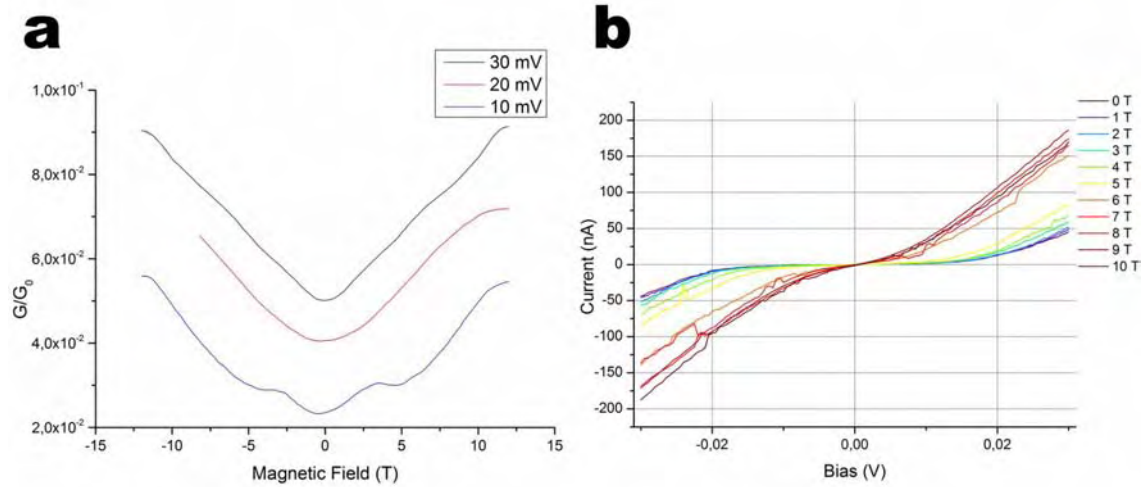 a
30 mV
20 mV
10 mV
1,0x10⁻¹
8,0x10⁻²
6,0x10⁻²
4,0x10⁻²
2,0x10⁻²
G/G₀
-15
-10
-5
0
5
10
15
Magnetic Field (T)
b
200
150
100
50
0
-50
-100
-150
-200
Current (nA)
-0,02
0,00
0,02
Bias (V)
0 T
1 T
2 T
3 T
4 T
5 T
6 T
7 T
8 T
9 T
10 T